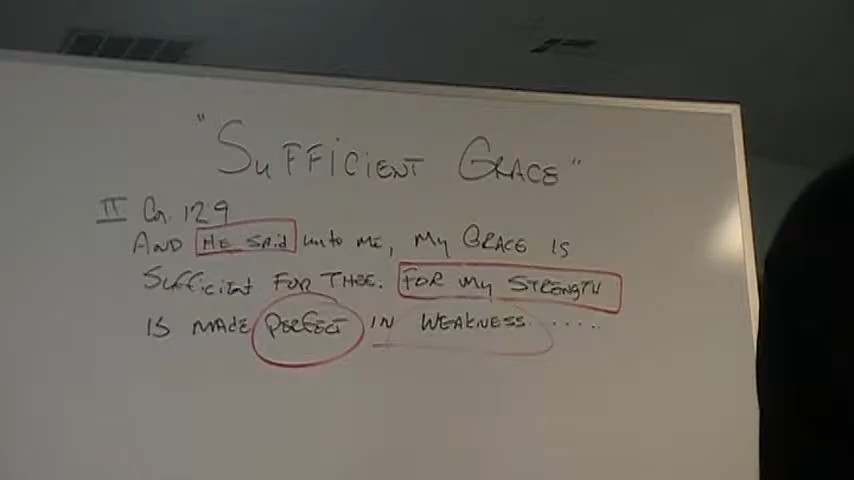 "SUFFICIENT GRACE"
II Cor. 12 9
AND HE SAID unto ME, MY GRACE IS
SUFFICIENT FOR THEE. FOR MY STRENGTH
IS MADE PERFECT IN WEAKNESS......